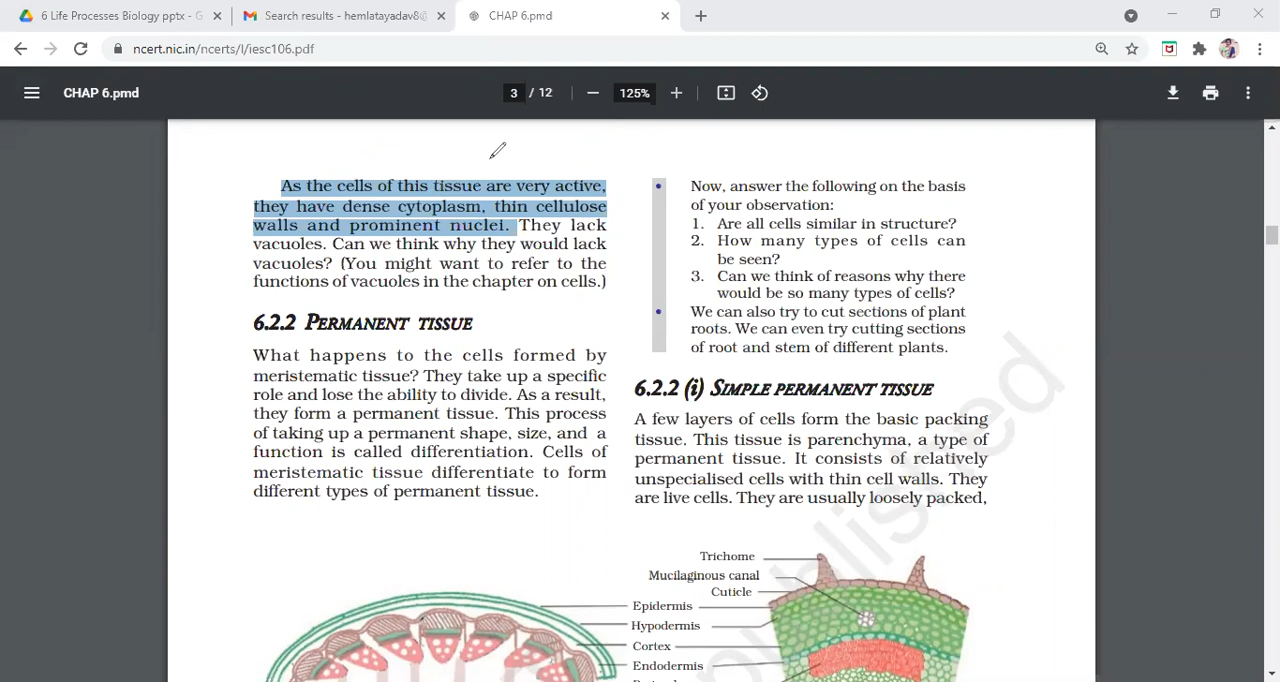 6 Life Processes Biology pptx - G
Search results - hemlatayadav8@
CHAP 6.pmd
ncert.nic.in/ncerts/l/iesc106.pdf
CHAP 6.pmd
3 / 12
125%
As the cells of this tissue are very active,
they have dense cytoplasm, thin cellulose
walls and prominent nuclei. They lack
vacuoles. Can we think why they would lack
vacuoles? (You might want to refer to the
functions of vacuoles in the chapter on cells.)
6.2.2 PERMANENT TISSUE
What happens to the cells formed by
meristematic tissue? They take up a specific
role and lose the ability to divide. As a result,
they form a permanent tissue. This process
of taking up a permanent shape, size, and a
function is called differentiation. Cells of
meristematic tissue differentiate to form
different types of permanent tissue.
• Now, answer the following on the basis
of your observation:
1. Are all cells similar in structure?
2. How many types of cells can
be seen?
3. Can we think of reasons why there
would be so many types of cells?
• We can also try to cut sections of plant
roots. We can even try cutting sections
of root and stem of different plants.
6.2.2 (i) SIMPLE PERMANENT TISSUE
A few layers of cells form the basic packing
tissue. This tissue is parenchyma, a type of
permanent tissue. It consists of relatively
unspecialised cells with thin cell walls. They
are live cells. They are usually loosely packed,
Trichome
Mucilaginous canal
Cuticle
Epidermis
Hypodermis
Cortex
Endodermis